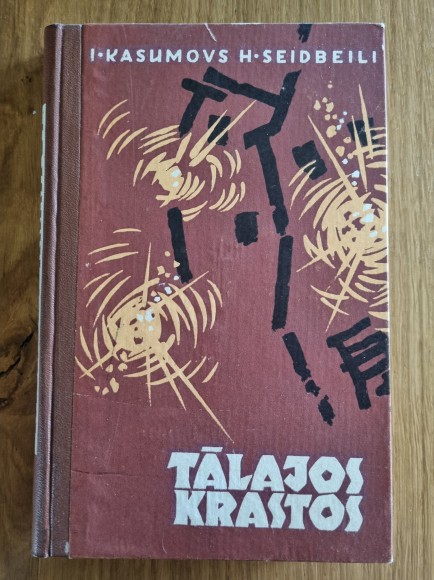 I·KASUMOVS H·SEIDBEILI
TĀLAJOS
KRASTOS